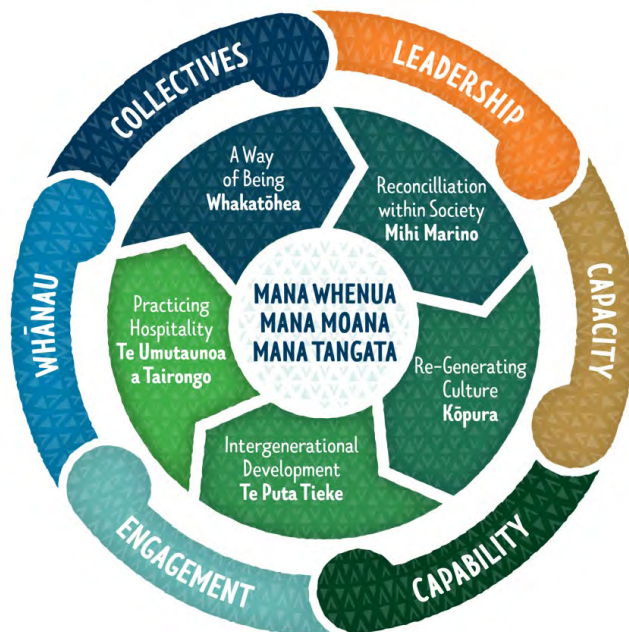 COLLECTIVES
LEADERSHIP
CAPACITY
CAPABILITY
ENGAGEMENT
WHĀNAU
A Way
of Being
Whakatōhea
Reconcilliation
within Society
Mihi Marino
Re-Generating
Culture
Kōpura
Intergenerational
Development
Te Puta Tieke
Practicing
Hospitality
Te Umutaunoa
a Tairongo
MANA WHENUA
MANA MOANA
MANA TANGATA